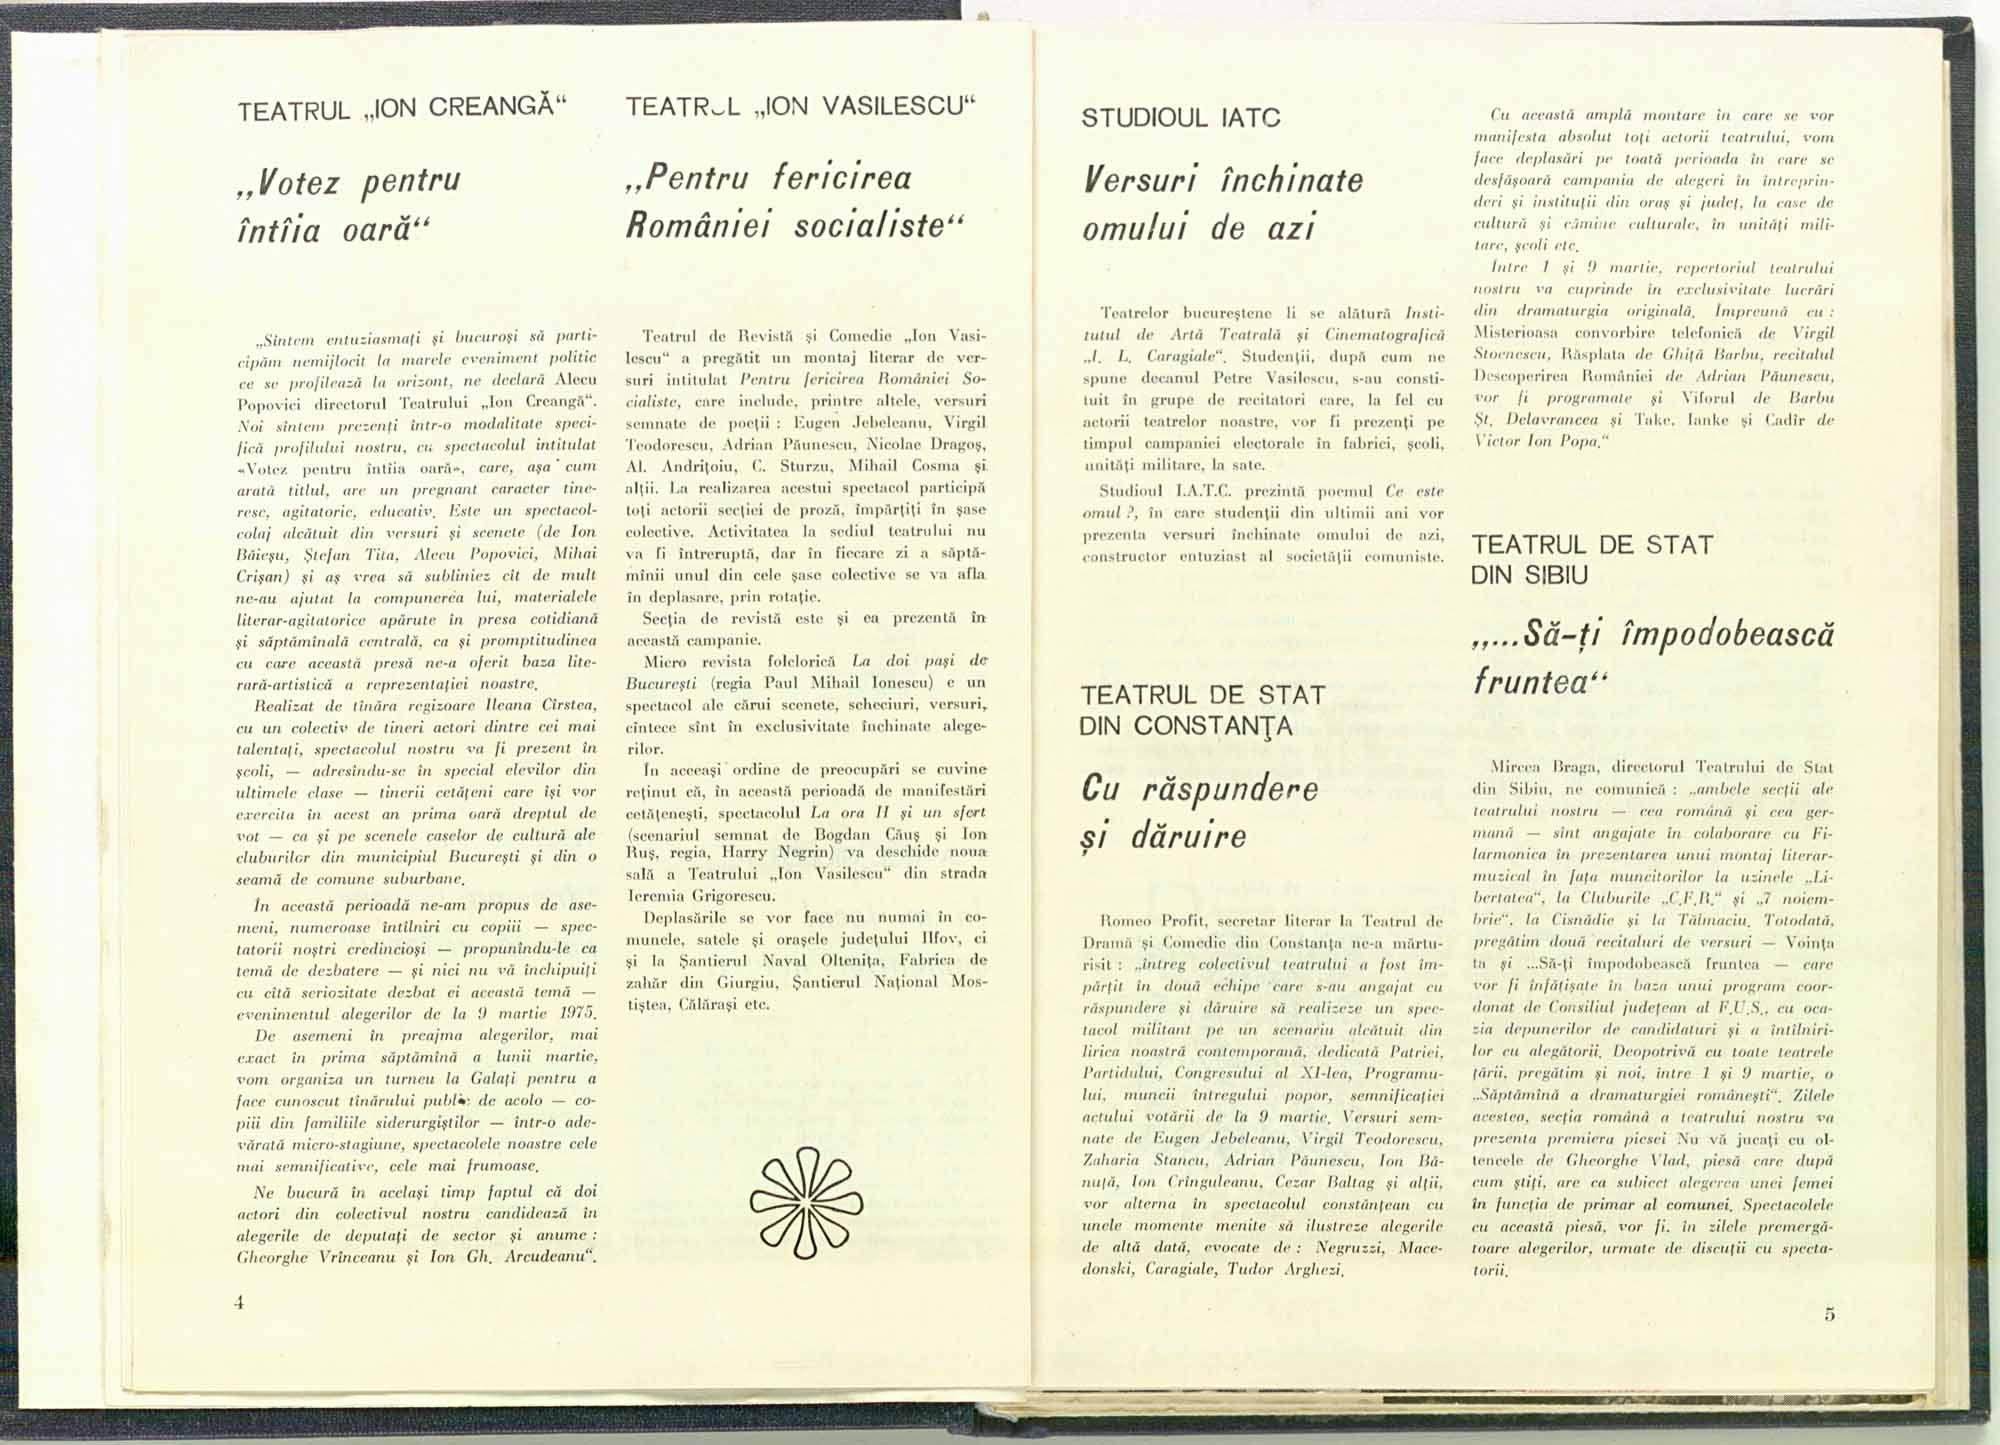 TEATRUL „ION CREANGĂ“
„Votez pentru
întîia oară“
„Sîntem entuziasmați și bucuroși să parti-
cipăm nemijlocit la marele eveniment politic
ce se profilează la orizont, ne declară Alecu
Popovici directorul Teatrului „Ion Creangă“.
Noi sîntem prezenți într-o modalitate speci-
fică profilului nostru, cu spectacolul intitulat
«Votez pentru întîia oară», care, așa cum
arată titlul, are un pregnant caracter tine-
resc, agitatoric, educativ. Este un spectacol-
colaj alcătuit din versuri și scenete (de Ion
Băieșu, Ștefan Tita, Alecu Popovici, Mihai
Crișan) și aș vrea să subliniez cît de mult
ne-au ajutat la compunerea lui, materialele
literar-agitatorice apărute în presa cotidiană
și săptămînală centrală, ca și promptitudinea
cu care această presă ne-a oferit baza lite-
rară-artistică a reprezentației noastre.
Realizat de tînăra regizoare Ileana Cîrstea,
cu un colectiv de tineri actori dintre cei mai
talentați, spectacolul nostru va fi prezent în
școli, — adresîndu-se în special elevilor din
ultimele clase — tinerii cetățeni care își vor
exercita în acest an prima oară dreptul de
vot — ca și pe scenele caselor de cultură ale
cluburilor din municipiul București și din o
seamă de comune suburbane.
În această perioadă ne-am propus de ase-
meni, numeroase întîlniri cu copiii — spec-
tatorii noștri credincioși — propunîndu-le ca
temă de dezbatere — și nici nu vă închipuiți
cu cîtă seriozitate dezbat ei această temă —
evenimentul alegerilor de la 9 martie 1975.
De asemeni în preajma alegerilor, mai
exact în prima săptămînă a lunii martie,
vom organiza un turneu la Galați pentru a
face cunoscut tînărului public de acolo — co-
piii din familiile siderurgiștilor — într-o ade-
vărată micro-stagiune, spectacolele noastre cele
mai semnificative, cele mai frumoase.
Ne bucură în același timp faptul că doi
actori din colectivul nostru candidează în
alegerile de deputați de sector și anume :
Gheorghe Vrînceanu și Ion Gh. Arcudeanu“.
4
TEATRUL „ION VASILESCU“
„Pentru fericirea
României socialiste“
Teatrul de Revistă și Comedie „Ion Vasi-
lescu“ a pregătit un montaj literar de ver-
suri intitulat Pentru fericirea României So-
cialiste, care include, printre altele, versuri
semnate de poeții : Eugen Jebeleanu, Virgil
Teodorescu, Adrian Păunescu, Nicolae Dragoș,
Al. Andrițoiu, C. Sturzu, Mihail Cosma și
alții. La realizarea acestui spectacol participă
toți actorii secției de proză, împărțiți în șase
colective. Activitatea la sediul teatrului nu
va fi întreruptă, dar în fiecare zi a săptă-
mînii unul din cele șase colective se va afla
în deplasare, prin rotație.
Secția de revistă este și ea prezentă în
această campanie.
Micro revista folclorică La doi pași de
București (regia Paul Mihail Ionescu) e un
spectacol ale cărui scenete, scheciuri, versuri,
cîntece sînt în exclusivitate închinate alege-
rilor.
În aceeași ordine de preocupări se cuvine
reținut că, în această perioadă de manifestări
cetățenești, spectacolul La ora H și un sfert
(scenariul semnat de Bogdan Căuș și Ion
Ruș, regia, Harry Negrin) va deschide noua
sală a Teatrului „Ion Vasilescu“ din strada
Ieremia Grigorescu.
Deplasările se vor face nu numai în co-
munele, satele și orașele județului Ilfov, ci
și la Șantierul Naval Oltenița, Fabrica de
zahăr din Giurgiu, Șantierul Național Mos-
tiștea, Călărași etc.
STUDIOUL IATC
Versuri închinate
omului de azi
Teatrelor bucureștene li se alătură Insti-
tutul de Artă Teatrală și Cinematografică
„I. L. Caragiale“. Studenții, după cum ne
spune decanul Petre Vasilescu, s-au consti-
tuit în grupe de recitatori care, la fel cu
actorii teatrelor noastre, vor fi prezenți pe
timpul campaniei electorale în fabrici, școli,
unități militare, la sate.
Studioul I.A.T.C. prezintă poemul Ce este
omul ?, în care studenții din ultimii ani vor
prezenta versuri închinate omului de azi,
constructor entuziast al societății comuniste.
TEATRUL DE STAT
DIN CONSTANȚA
Cu răspundere
și dăruire
Romeo Profit, secretar literar la Teatrul de
Dramă și Comedie din Constanța ne-a mărtu-
risit : „întreg colectivul teatrului a fost îm-
părțit în două echipe care s-au angajat cu
răspundere și dăruire să realizeze un spec-
tacol militant pe un scenariu alcătuit din
lirica noastră contemporană, dedicată Patriei,
Partidului, Congresului al XI-lea, Programu-
lui, muncii întregului popor, semnificației
actului votării de la 9 martie. Versuri sem-
nate de Eugen Jebeleanu, Virgil Teodorescu,
Zaharia Stancu, Adrian Păunescu, Ion Bă-
nuță, Ion Crînguleanu, Cezar Baltag și alții,
vor alterna în spectacolul constănțean cu
unele momente menite să ilustreze alegerile
de altă dată, evocate de : Negruzzi, Mace-
donski, Caragiale, Tudor Arghezi.
Cu această amplă montare în care se vor
manifesta absolut toți actorii teatrului, vom
face deplasări pe toată perioada în care se
desfășoară campania de alegeri în întreprin-
deri și instituții din oraș și județ, la case de
cultură și cămine culturale, în unități mili-
tare, școli etc.
Între 1 și 9 martie, repertoriul teatrului
nostru va cuprinde în exclusivitate lucrări
din dramaturgia originală. Împreună cu :
Misterioasa convorbire telefonică de Virgil
Stoenescu, Răsplata de Ghiță Barbu, recitalul
Descoperirea României de Adrian Păunescu,
vor fi programate și Viforul de Barbu
Șt. Delavrancea și Take, Ianke și Cadîr de
Victor Ion Popa.“
TEATRUL DE STAT
DIN SIBIU
„...Să-ți împodobească
fruntea“
Mircea Braga, directorul Teatrului de Stat
din Sibiu, ne comunică : „ambele secții ale
teatrului nostru — cea română și cea ger-
mană — sînt angajate în colaborare cu Fi-
larmonica în prezentarea unui montaj literar-
muzical în fața muncitorilor la uzinele „Li-
bertatea“, la Cluburile „C.F.R.“ și „7 noiem-
brie“, la Cisnădie și la Tălmaciu. Totodată,
pregătim două recitaluri de versuri — Voința
ta și ...Să-ți împodobească fruntea — care
vor fi înfățișate în baza unui program coor-
donat de Consiliul județean al F.U.S., cu oca-
zia depunerilor de candidaturi și a întîlniri-
lor cu alegătorii. Deopotrivă cu toate teatrele
țării, pregătim și noi, între 1 și 9 martie, o
„Săptămînă a dramaturgiei românești“. Zilele
acestea, secția română a teatrului nostru va
prezenta premiera piesei Nu vă jucați cu ol-
tencele de Gheorghe Vlad, piesă care după
cum știți, are ca subiect alegerea unei femei
în funcția de primar al comunei. Spectacolele
cu această piesă, vor fi, în zilele premergă-
toare alegerilor, urmate de discuții cu specta-
torii.
5